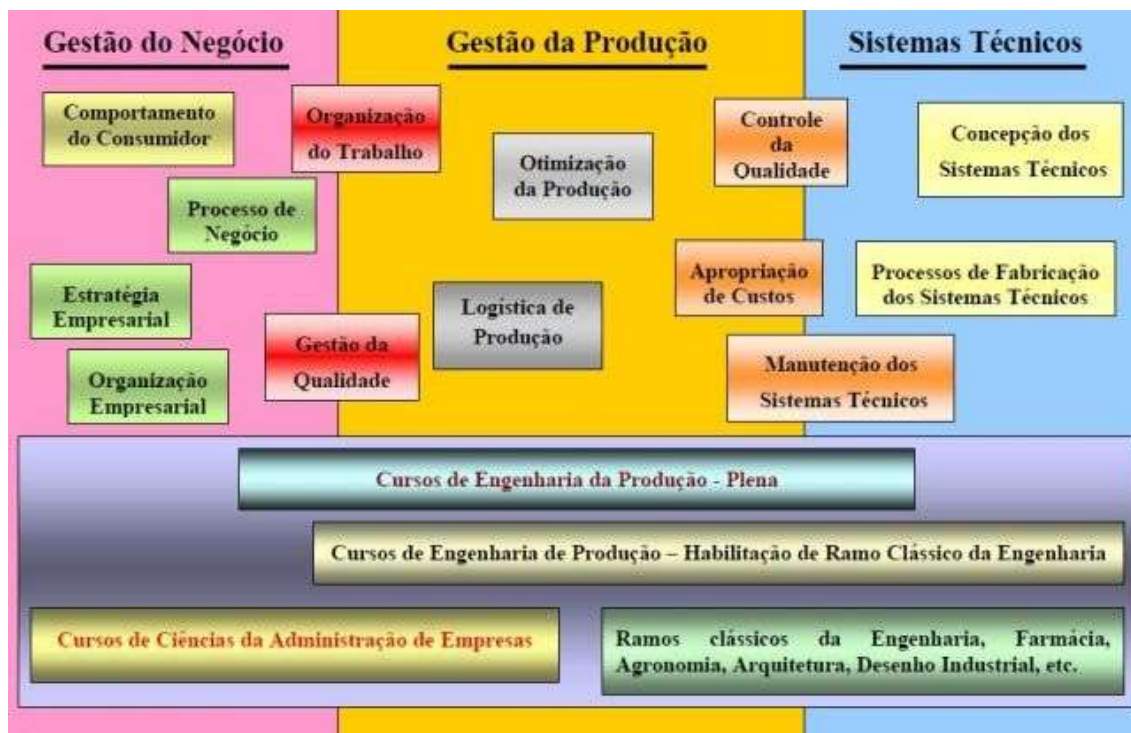 Gestão do Negócio
Gestão da Produção
Sistemas Técnicos
Comportamento
do Consumidor
Organização
do Trabalho
Otimização
da Produção
Controle
da
Qualidade
Concepção dos
Sistemas Técnicos
Processo de
Negócio
Estratégia
Empresarial
Organização
Empresarial
Gestão da
Qualidade
Logística de
Produção
Apropriação
de Custos
Processos de Fabricação
dos Sistemas Técnicos
Manutenção dos
Sistemas Técnicos
Cursos de Engenharia da Produção - Plena
Cursos de Engenharia de Produção – Habilitação de Ramo Clássico da Engenharia
Cursos de Ciências da Administração de Empresas
Ramos clássicos da Engenharia, Farmácia,
Agronomia, Arquitetura, Desenho Industrial, etc.